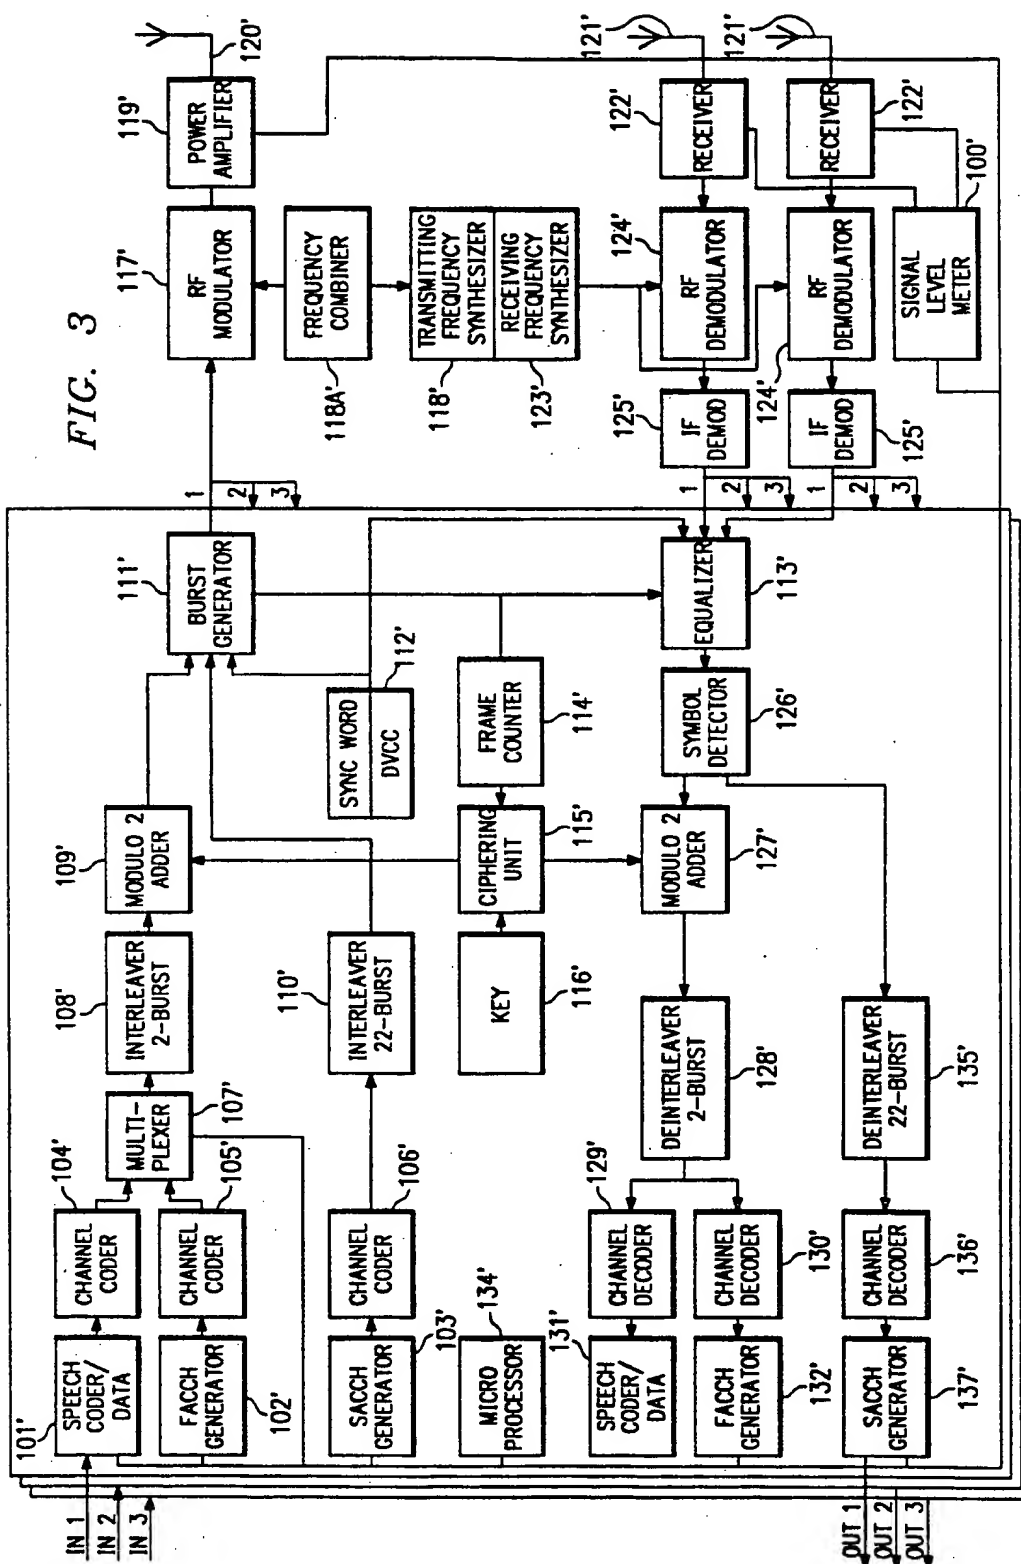 FIG. 3
IN 1
IN 2
IN 3
101'
SPEECH
CODER/
DATA
104'
CHANNEL
CODER
FACCH
GENERATOR
102'
CHANNEL
CODER
105'
MULTI-
PLEXER
107'
108'
INTERLEAVER
2-BURST
109'
MODULO 2
ADDER
111'
BURST
GENERATOR
1
2
3
117'
RF
MODULATOR
119'
POWER
AMPLIFIER
120'
SACCH
GENERATOR
103'
CHANNEL
CODER
106'
110'
INTERLEAVER
22-BURST
SYNC WORD
DVCC
112'
FREQUENCY
COMBINER
118A'
MICRO
PROCESSOR
134'
KEY
116'
CIPHERING
UNIT
115'
FRAME
COUNTER
114'
TRANSMITTING
FREQUENCY
SYNTHESIZER
118'
RECEIVING
FREQUENCY
SYNTHESIZER
123'
131'
SPEECH
CODER/
DATA
129'
CHANNEL
DECODER
FACCH
GENERATOR
132'
CHANNEL
DECODER
130'
DEINTERLEAVER
2-BURST
128'
MODULO 2
ADDER
127'
SYMBOL
DETECTOR
126'
EQUALIZER
113'
1
2
3
125'
IF
DEMOD
124'
RF
DEMODULATOR
122'
RECEIVER
121'
1
2
3
IF
DEMOD
125'
124'
RF
DEMODULATOR
RECEIVER
122'
121'
SIGNAL
LEVEL
METER
100'
SACCH
GENERATOR
137'
CHANNEL
DECODER
136'
DEINTERLEAVER
22-BURST
135'
OUT 1
OUT 2
OUT 3